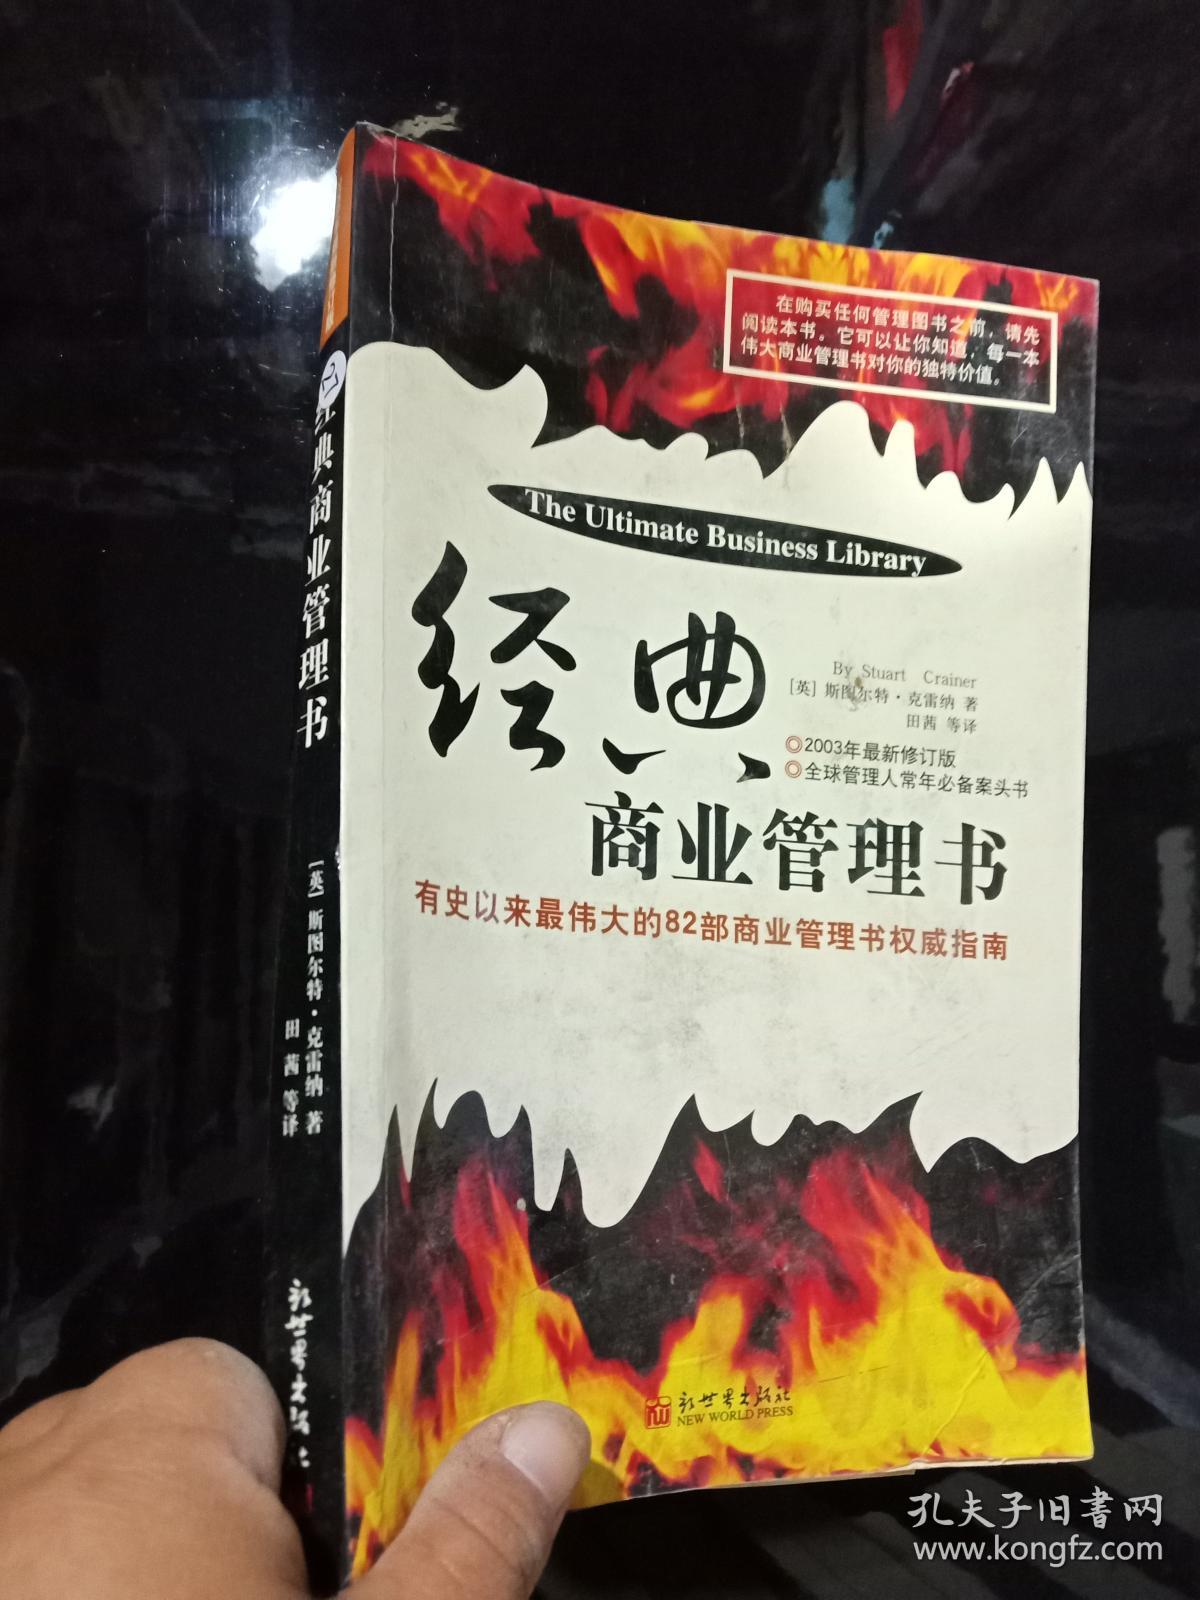 在购买任何管理图书之前，请先
阅读本书。它可以让你知道，每一本
伟大商业管理书对你的独特价值。
The Ultimate Business Library
经典
By Stuart Crainer
[英] 斯图尔特·克雷纳 著
田茜 等译
◎2003年最新修订版
◎全球管理人常年必备案头书
商业管理书
有史以来最伟大的82部商业管理书权威指南
新世界出版社
NEW WORLD PRESS
经典商业管理书
[英] 斯图尔特·克雷纳 著
田茜 等译
新世界出版社
孔夫子旧书网
www.kongfz.com